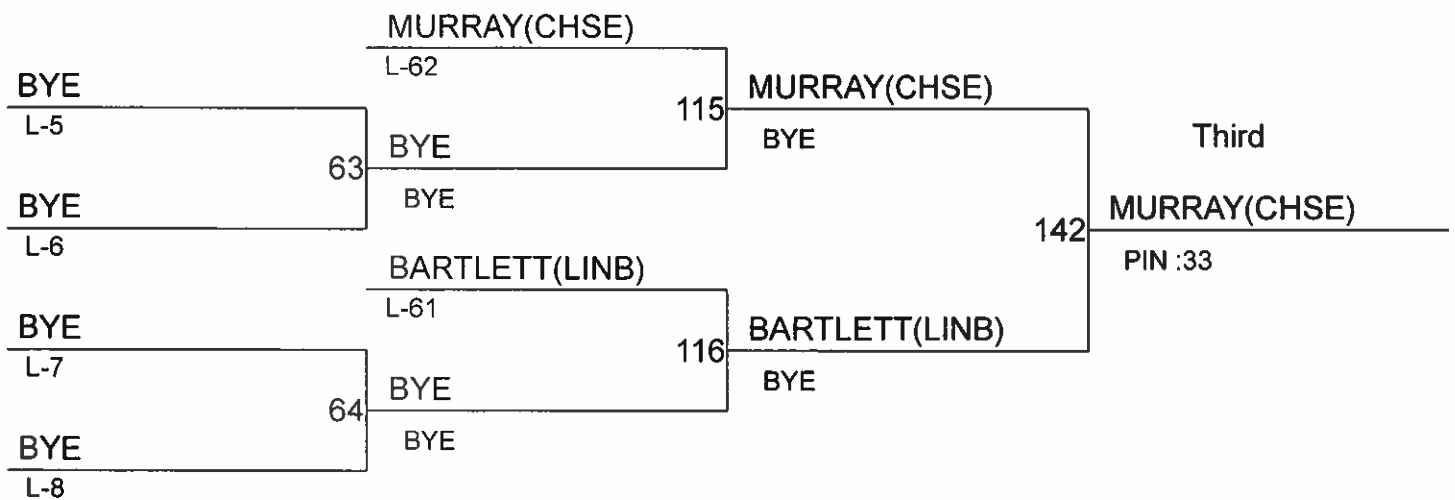 MURRAY(CHSE)
L-62
BYE
L-5
115
MURRAY(CHSE)
BYE
Third
63
BYE
BYE
BYE
L-6
142
MURRAY(CHSE)
PIN :33
BARTLETT(LINB)
L-61
BYE
L-7
116
BARTLETT(LINB)
BYE
64
BYE
BYE
BYE
L-8